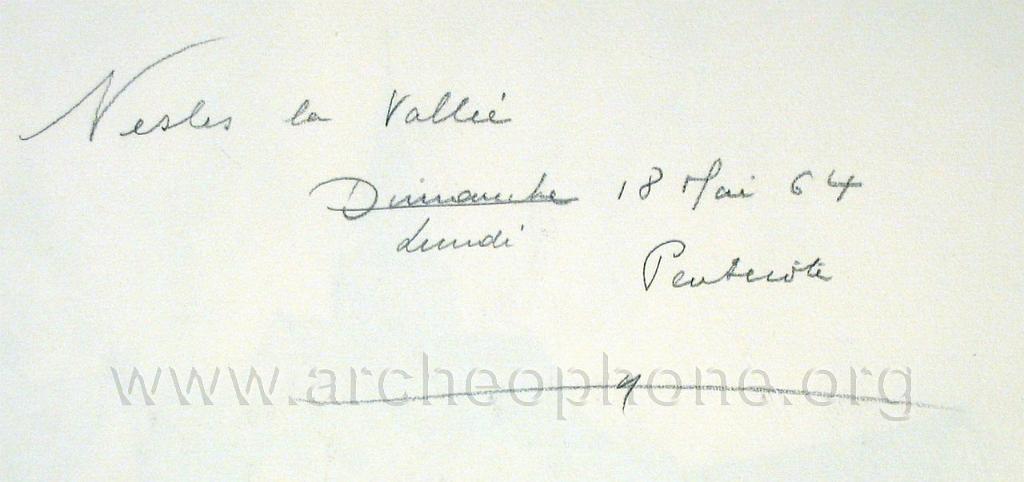 Nesles la Vallée
Dimanche 18 Mai 64
Lundi
Pentecôte
www.archeophone.org